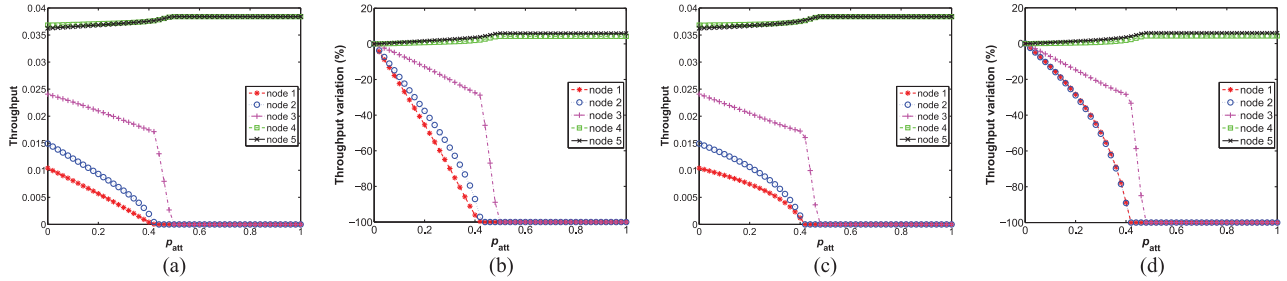 0.04
0.035
0.03
0.025
0.02
0.015
0.01
0.005
0
Throughput
node 1
node 2
node 3
node 4
node 5
0 0.2 0.4 0.6 0.8 1
p_att
(a)
20
0
−20
−40
−60
−80
−100
Throughput variation (%)
node 1
node 2
node 3
node 4
node 5
0 0.2 0.4 0.6 0.8 1
p_att
(b)
0.04
0.035
0.03
0.025
0.02
0.015
0.01
0.005
0
Throughput
node 1
node 2
node 3
node 4
node 5
0 0.2 0.4 0.6 0.8 1
p_att
(c)
20
0
−20
−40
−60
−80
−100
Throughput variation (%)
node 1
node 2
node 3
node 4
node 5
0 0.2 0.4 0.6 0.8 1
p_att
(d)